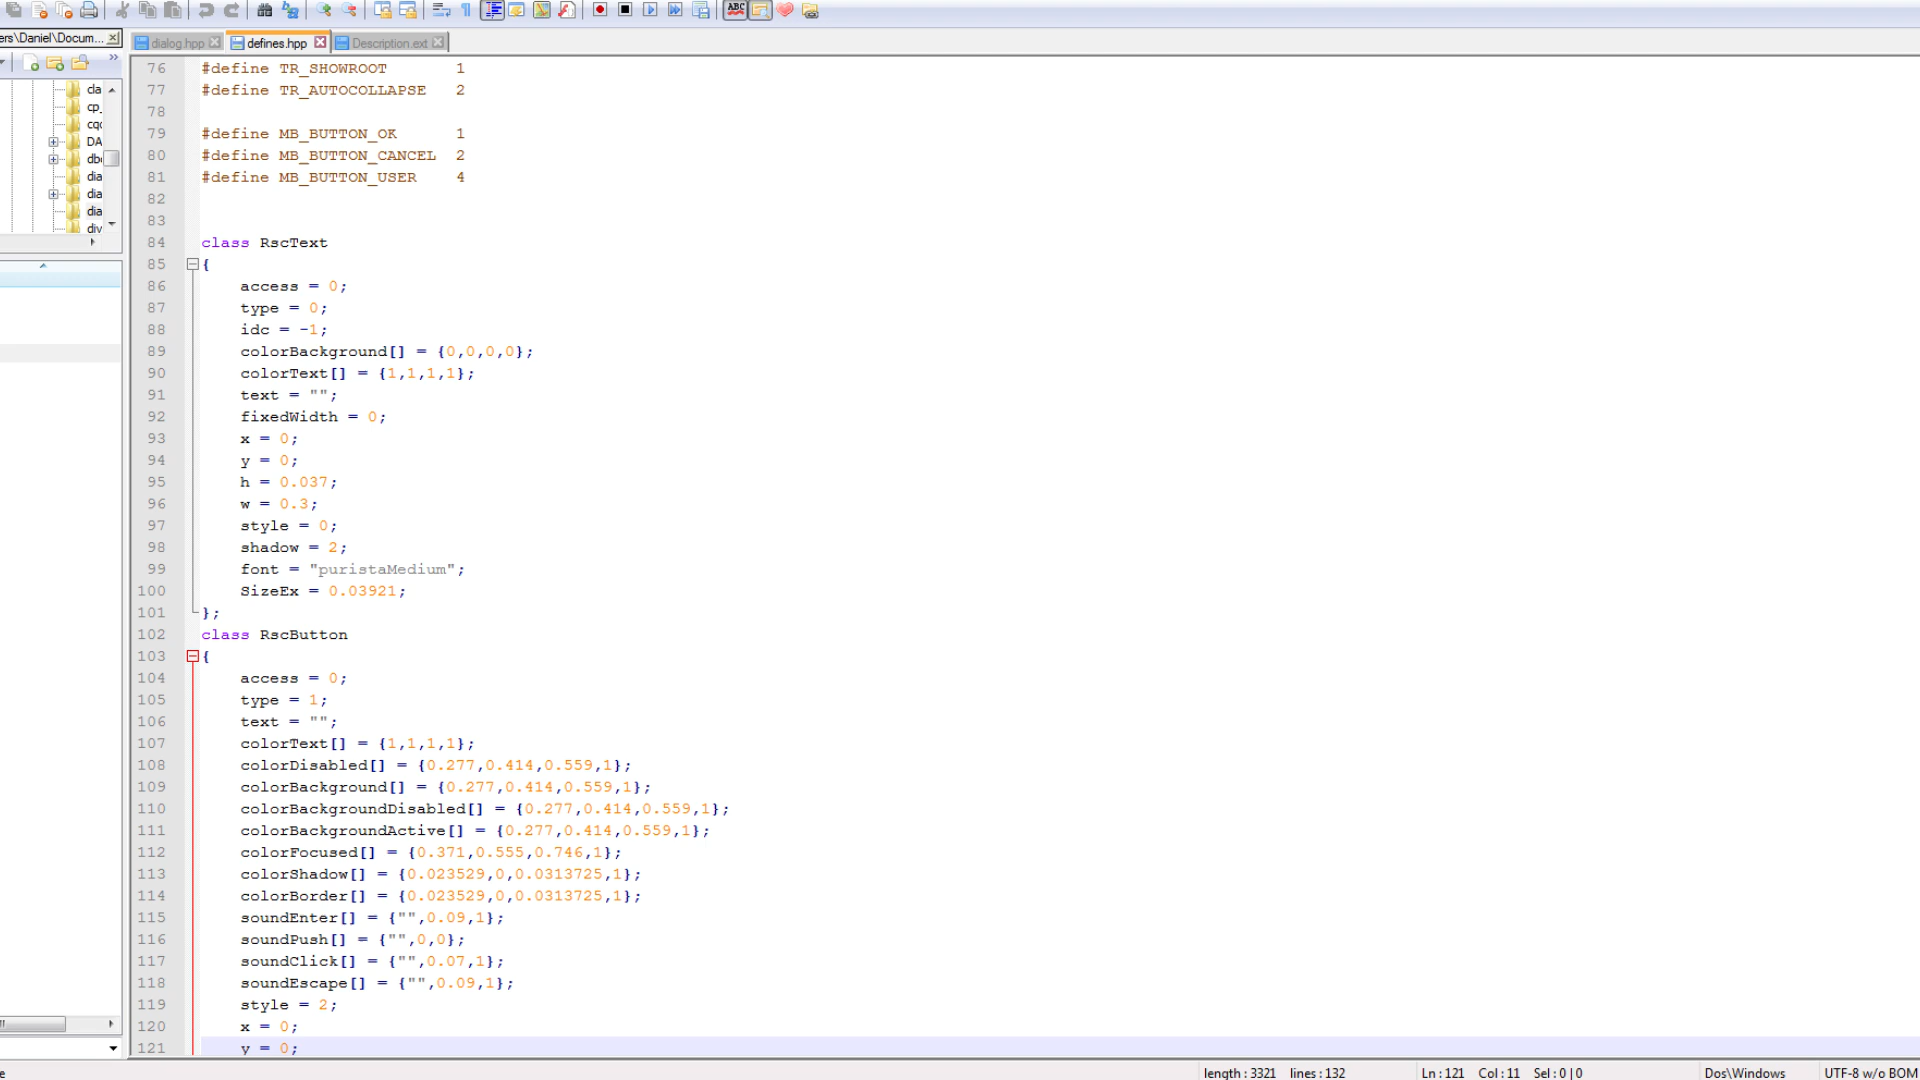 ABC
ers\Daniel\Docum...
dialog.hpp
defines.hpp
Description.ext
cla
cp_
cqc
DA
dbo
dia
dia
dia
div
76 #define TR_SHOWROOT 1
77 #define TR_AUTOCOLLAPSE 2
78
79 #define MB_BUTTON_OK 1
80 #define MB_BUTTON_CANCEL 2
81 #define MB_BUTTON_USER 4
82
83
84 class RscText
85 {
86 access = 0;
87 type = 0;
88 idc = -1;
89 colorBackground[] = {0,0,0,0};
90 colorText[] = {1,1,1,1};
91 text = "";
92 fixedWidth = 0;
93 x = 0;
94 y = 0;
95 h = 0.037;
96 w = 0.3;
97 style = 0;
98 shadow = 2;
99 font = "puristaMedium";
100 SizeEx = 0.03921;
101 };
102 class RscButton
103 {
104 access = 0;
105 type = 1;
106 text = "";
107 colorText[] = {1,1,1,1};
108 colorDisabled[] = {0.277,0.414,0.559,1};
109 colorBackground[] = {0.277,0.414,0.559,1};
110 colorBackgroundDisabled[] = {0.277,0.414,0.559,1};
111 colorBackgroundActive[] = {0.277,0.414,0.559,1};
112 colorFocused[] = {0.371,0.555,0.746,1};
113 colorShadow[] = {0.023529,0,0.0313725,1};
114 colorBorder[] = {0.023529,0,0.0313725,1};
115 soundEnter[] = {"",0.09,1};
116 soundPush[] = {"",0,0};
117 soundClick[] = {"",0.07,1};
118 soundEscape[] = {"",0.09,1};
119 style = 2;
120 x = 0;
121 y = 0;
e length : 3321 lines : 132 Ln : 121 Col : 11 Sel : 0 | 0 Dos\Windows UTF-8 w/o BOM